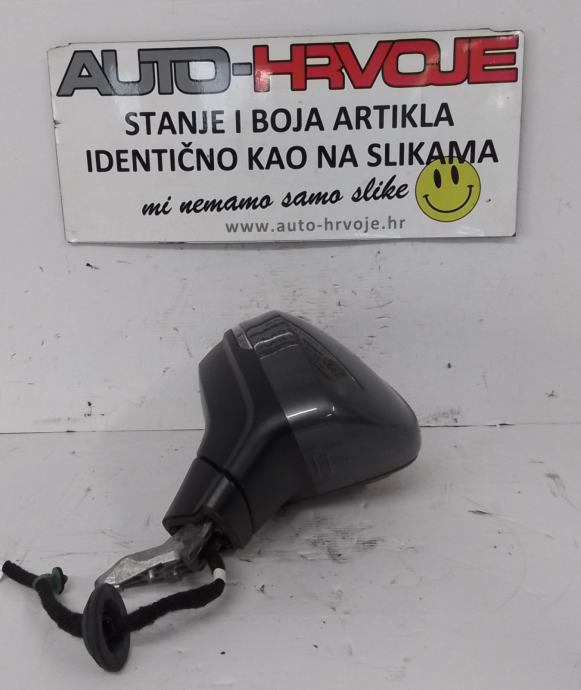 AUTO-HRVOJE
STANJE I BOJA ARTIKLA
IDENTIČNO KAO NA SLIKAMA
mi nemamo samo slike
www.auto-hrvoje.hr